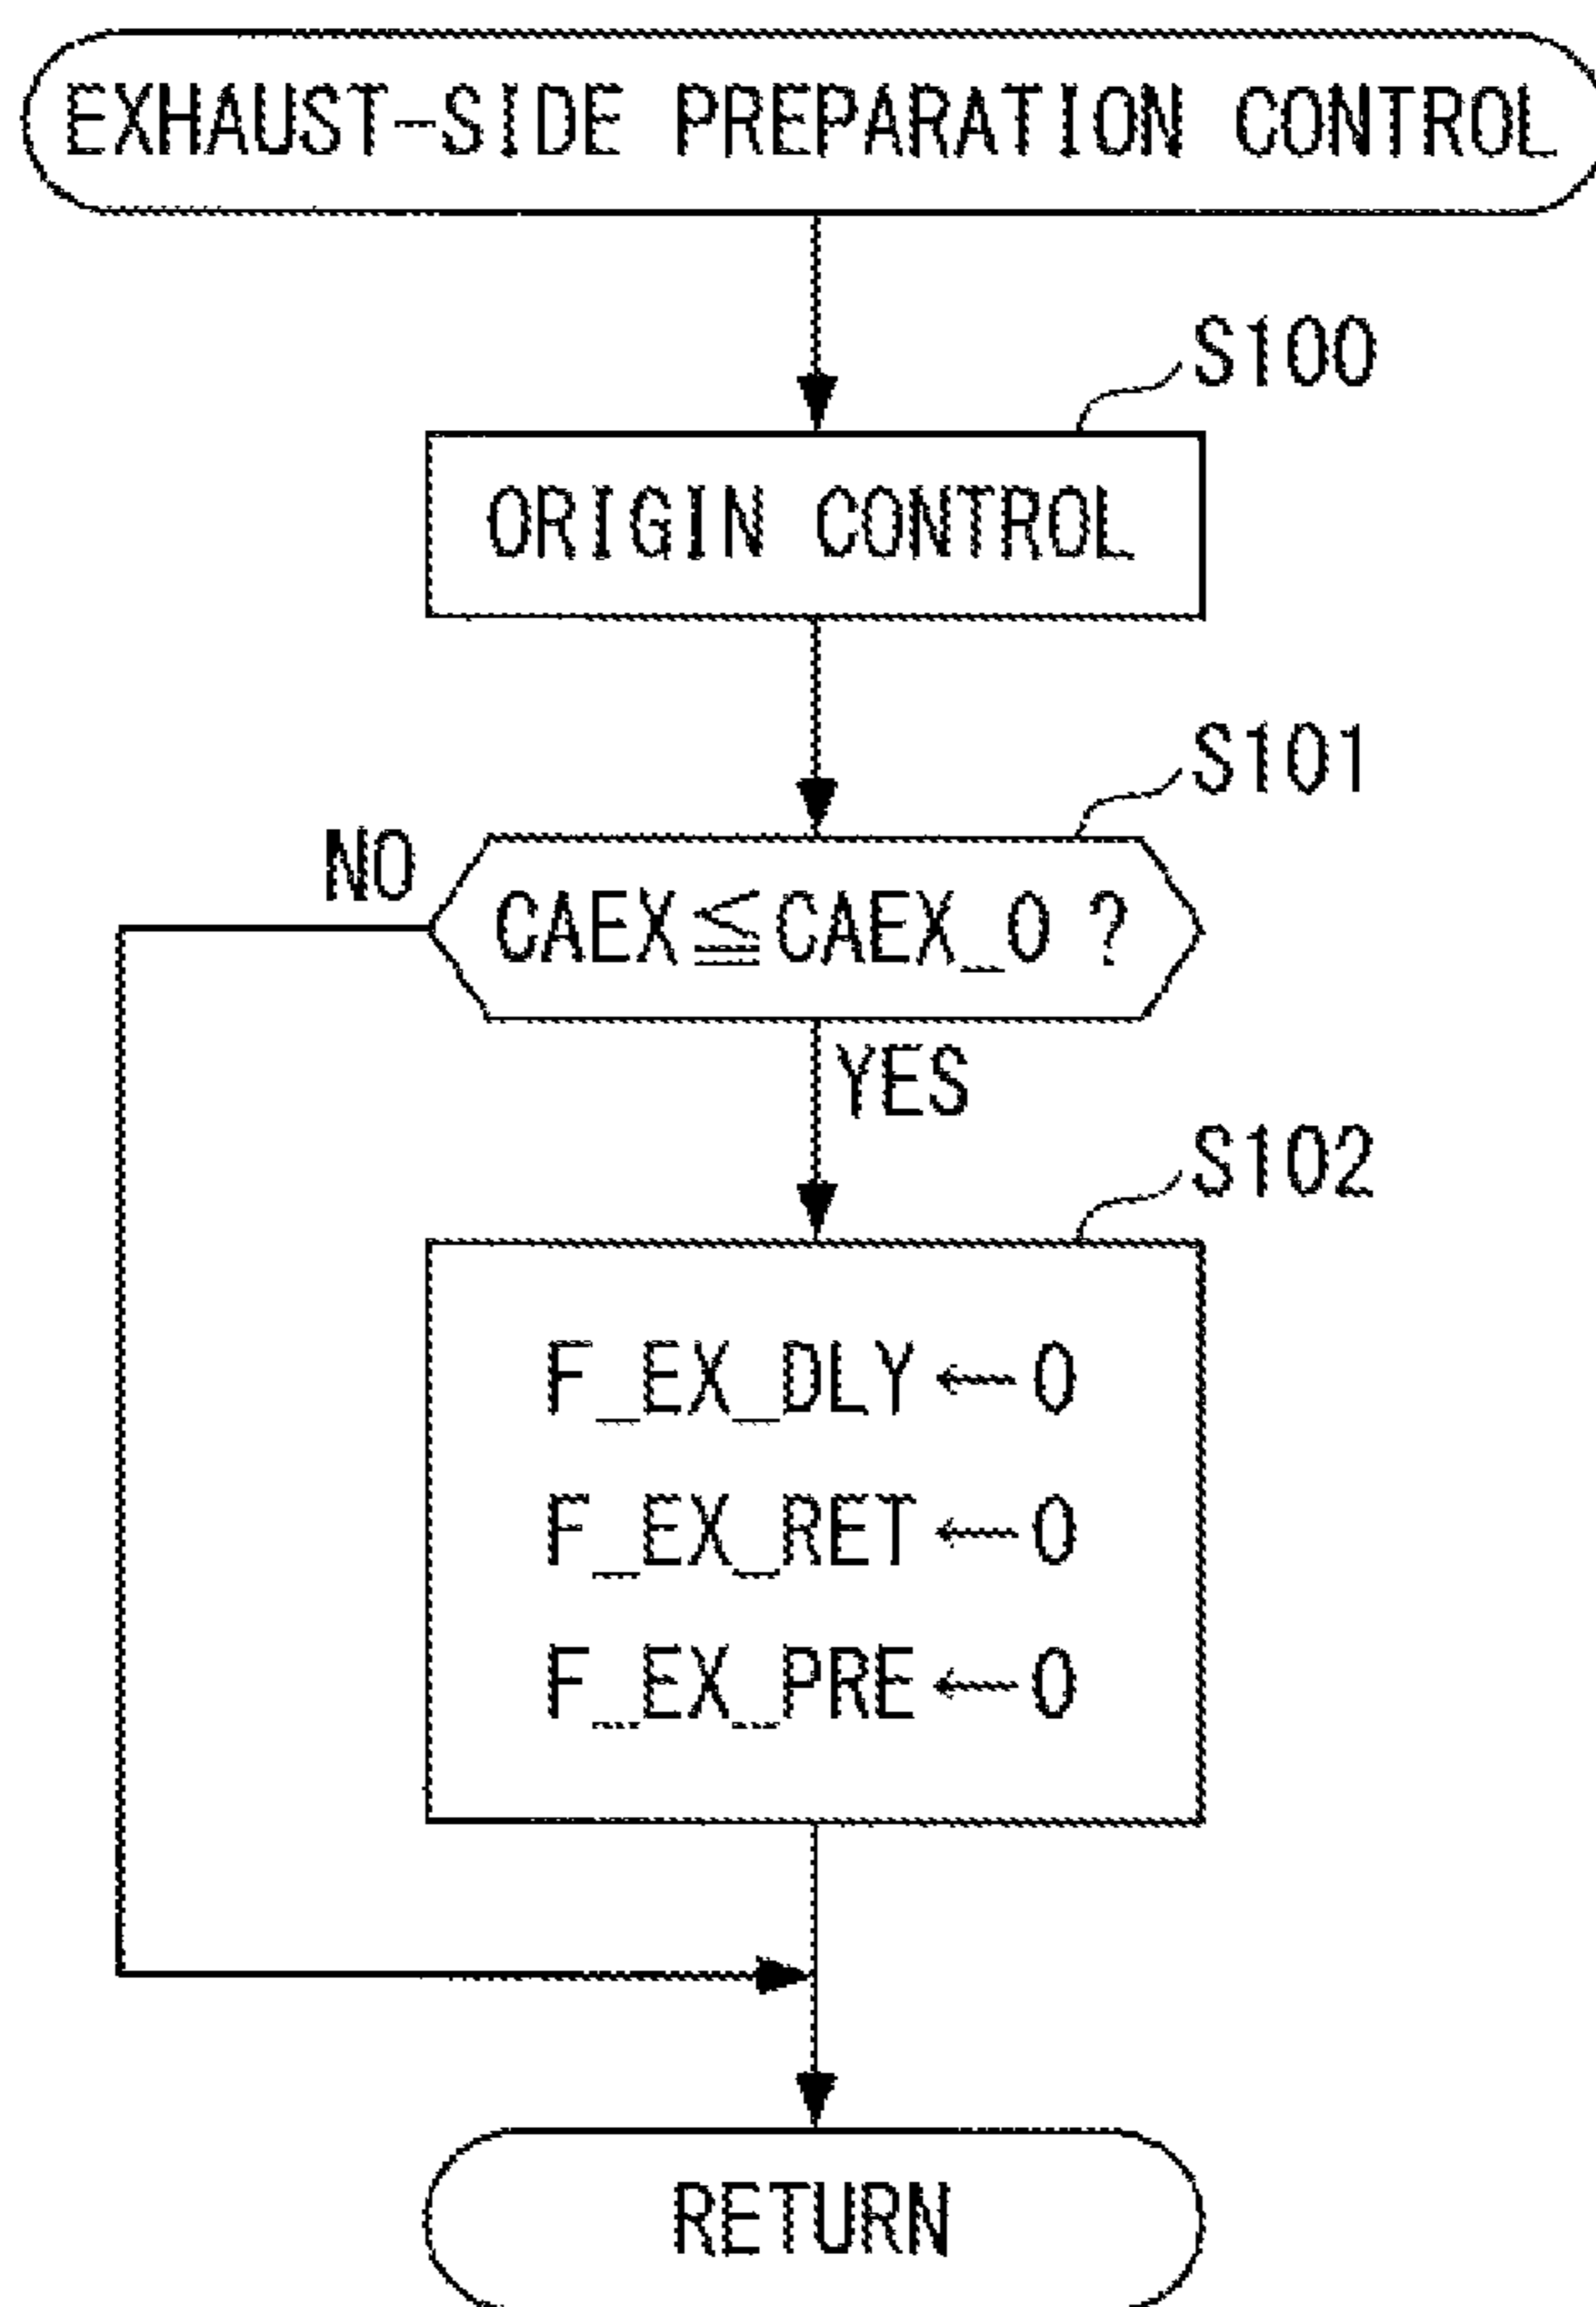 EXHAUST-SIDE PREPARATION CONTROL
S100
ORIGIN CONTROL
S101
NO
CAEX≦CAEX_0 ?
YES
S102
F_EX_DLY←0
F_EX_RET←0
F_EX_PRE←0
RETURN